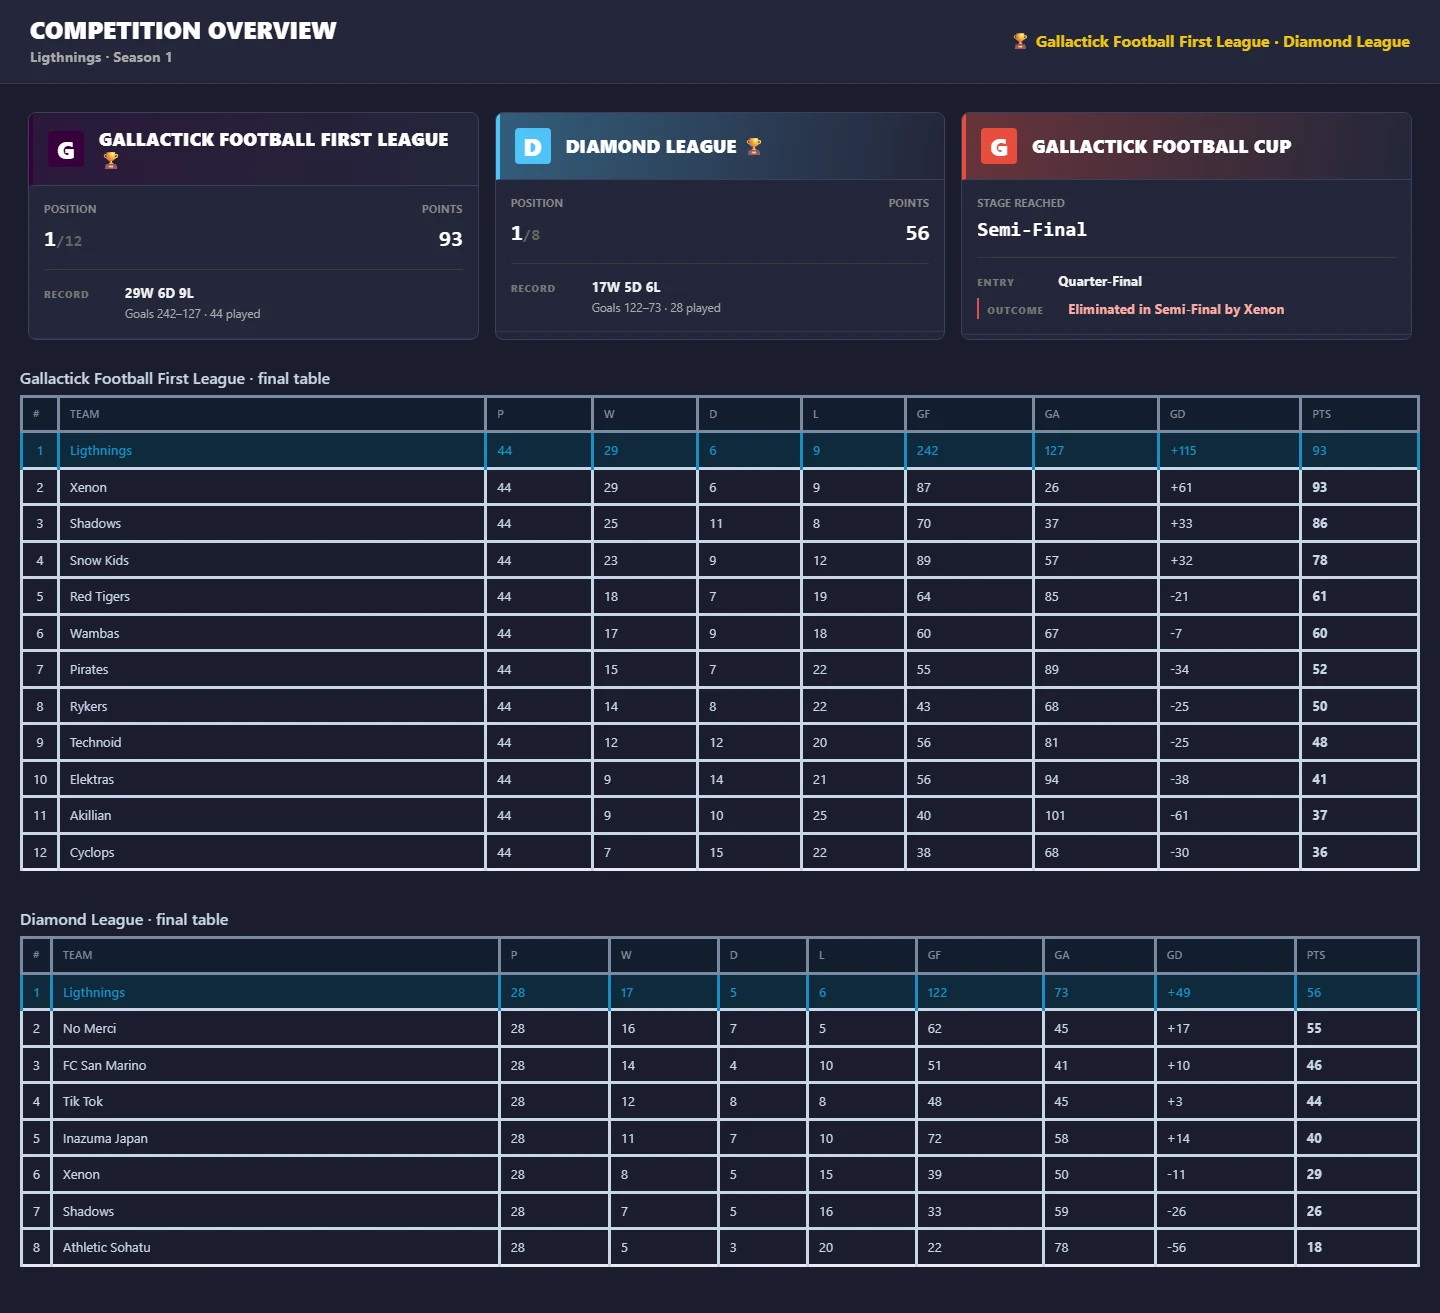 COMPETITION OVERVIEW
Ligthnings · Season 1
🏆 Gallactick Football First League · Diamond League
G GALLACTICK FOOTBALL FIRST LEAGUE 🏆
POSITION POINTS
1/12 93
RECORD 29W 6D 9L
Goals 242–127 · 44 played
D DIAMOND LEAGUE 🏆
POSITION POINTS
1/8 56
RECORD 17W 5D 6L
Goals 122–73 · 28 played
G GALLACTICK FOOTBALL CUP
STAGE REACHED
Semi-Final
ENTRY Quarter-Final
OUTCOME Eliminated in Semi-Final by Xenon
Gallactick Football First League · final table
# TEAM P W D L GF GA GD PTS
1 Ligthnings 44 29 6 9 242 127 +115 93
2 Xenon 44 29 6 9 87 26 +61 93
3 Shadows 44 25 11 8 70 37 +33 86
4 Snow Kids 44 23 9 12 89 57 +32 78
5 Red Tigers 44 18 7 19 64 85 -21 61
6 Wambas 44 17 9 18 60 67 -7 60
7 Pirates 44 15 7 22 55 89 -34 52
8 Rykers 44 14 8 22 43 68 -25 50
9 Technoid 44 12 12 20 56 81 -25 48
10 Elektras 44 9 14 21 56 94 -38 41
11 Akillian 44 9 10 25 40 101 -61 37
12 Cyclops 44 7 15 22 38 68 -30 36
Diamond League · final table
# TEAM P W D L GF GA GD PTS
1 Ligthnings 28 17 5 6 122 73 +49 56
2 No Merci 28 16 7 5 62 45 +17 55
3 FC San Marino 28 14 4 10 51 41 +10 46
4 Tik Tok 28 12 8 8 48 45 +3 44
5 Inazuma Japan 28 11 7 10 72 58 +14 40
6 Xenon 28 8 5 15 39 50 -11 29
7 Shadows 28 7 5 16 33 59 -26 26
8 Athletic Sohatu 28 5 3 20 22 78 -56 18